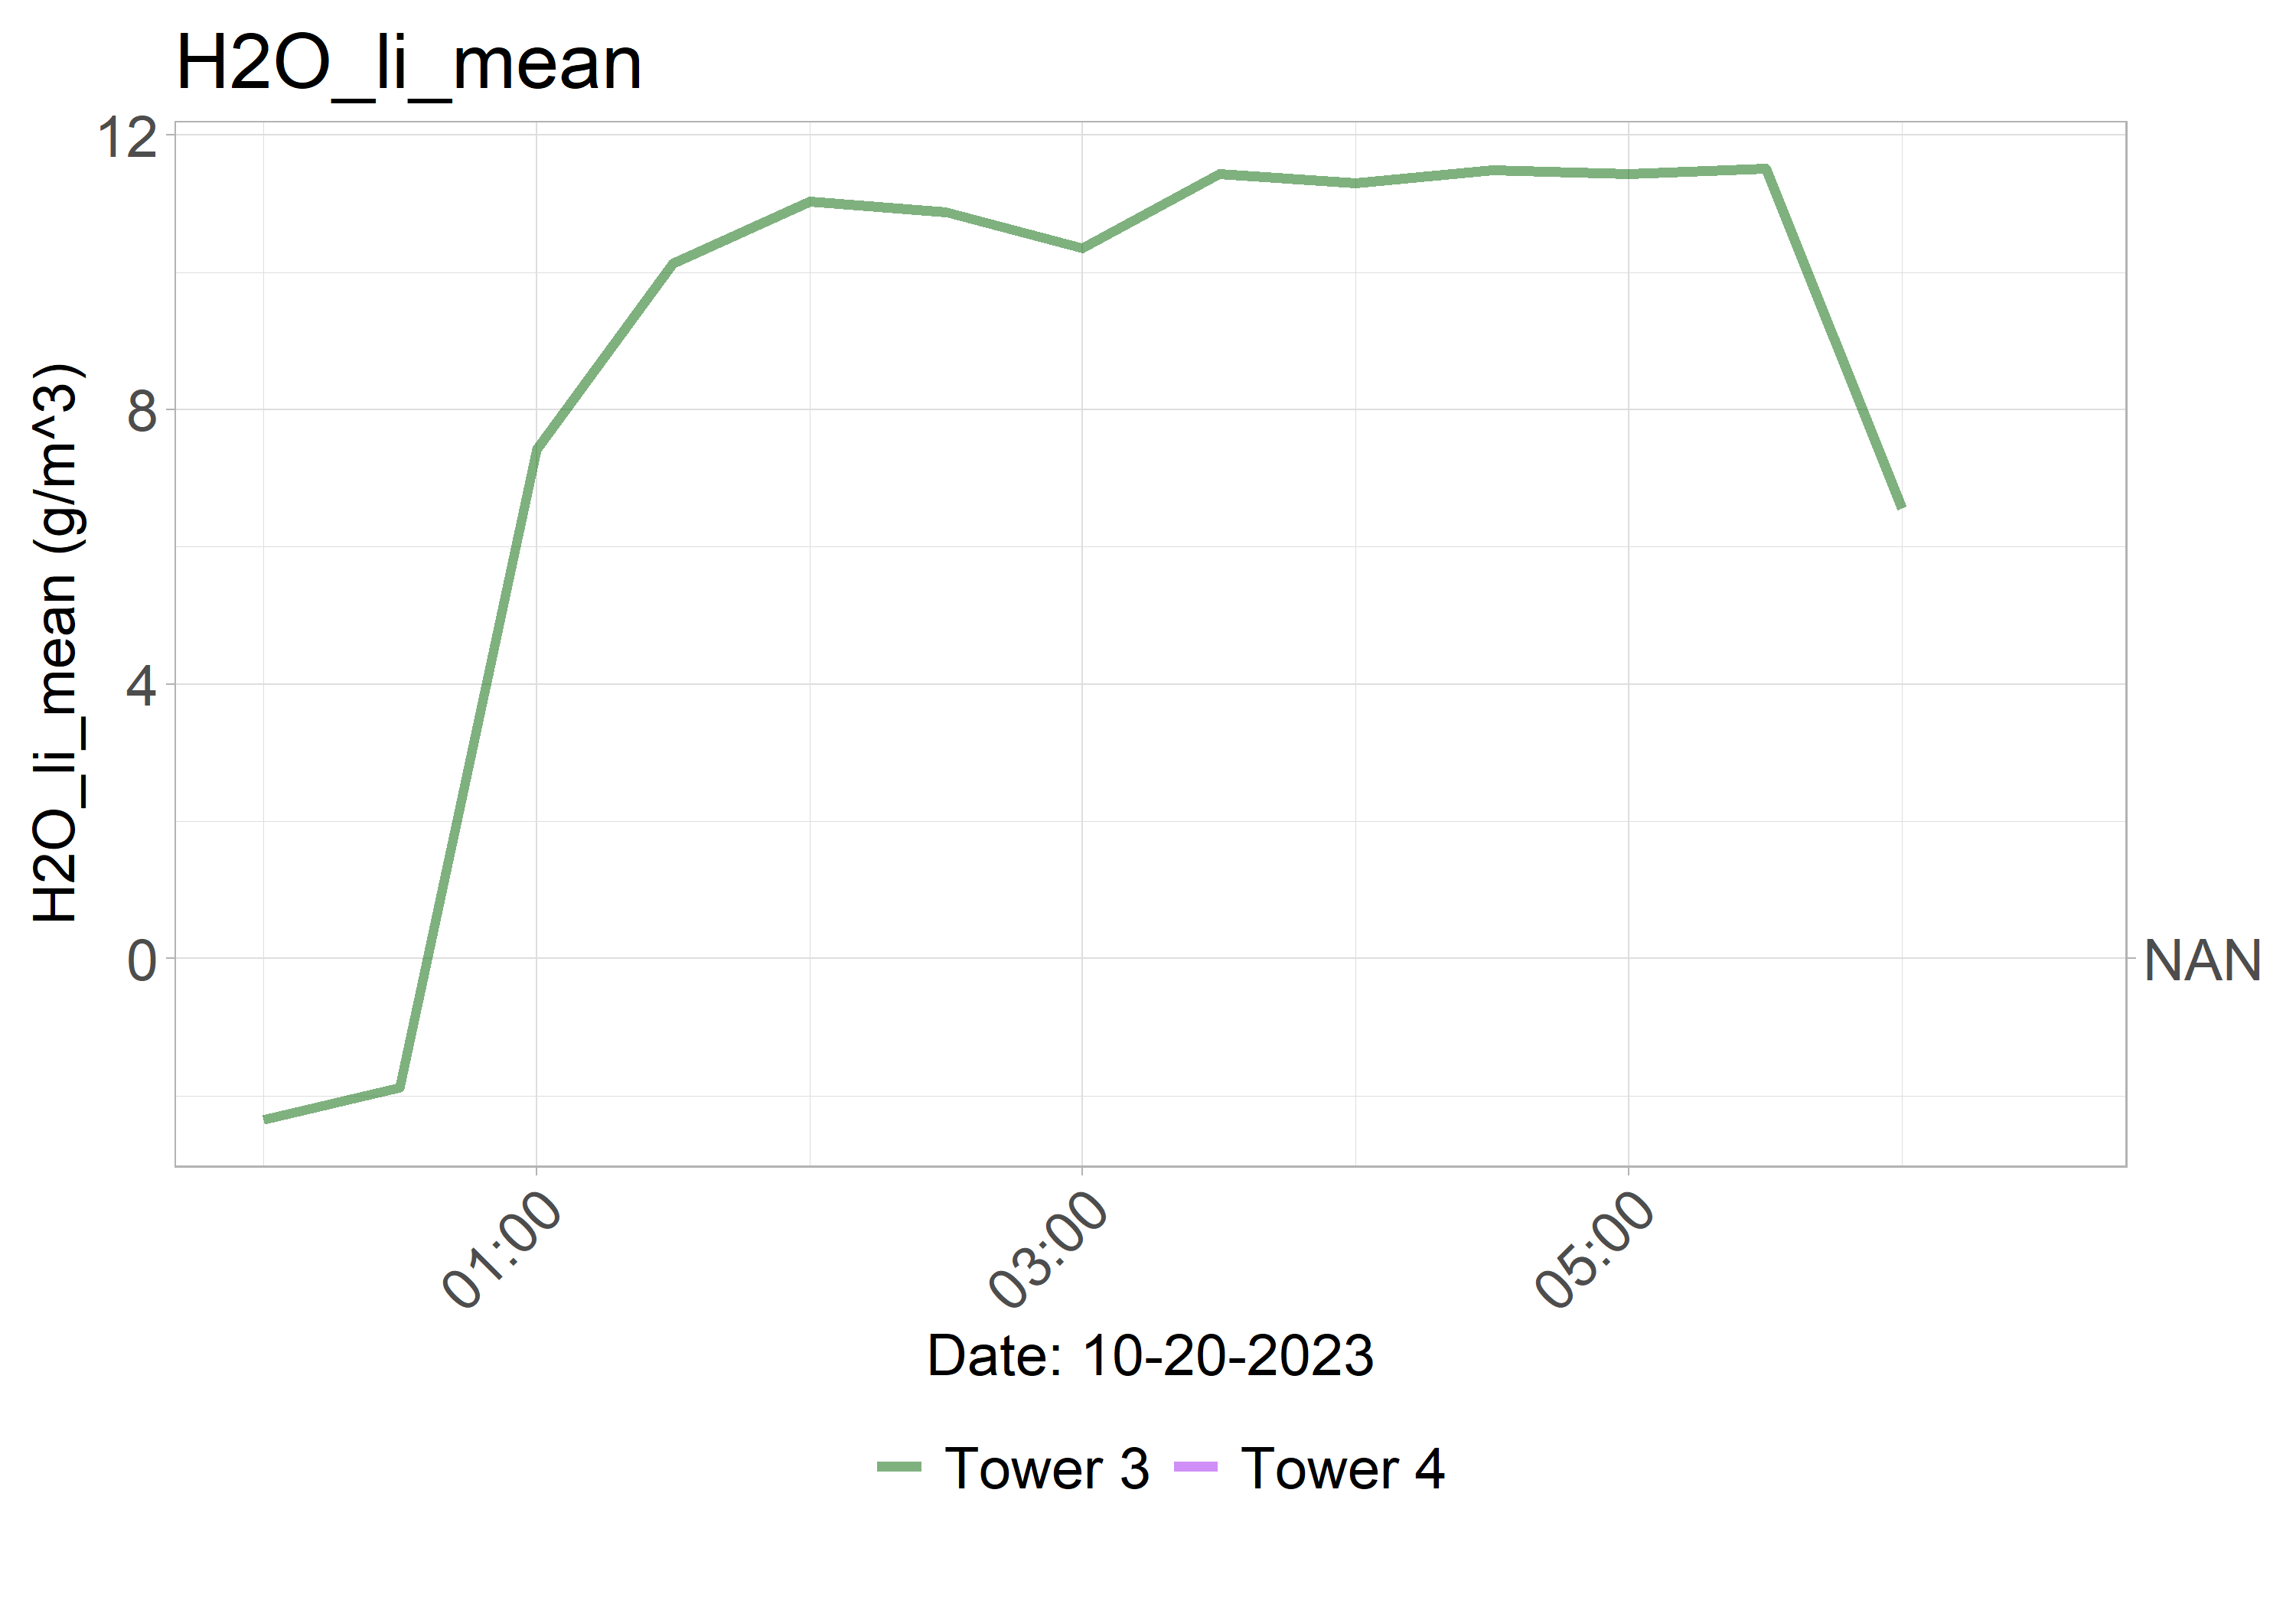 H2O_li_mean
H2O_li_mean (g/m^3)
12
8
4
0
NAN
01:00
03:00
05:00
Date: 10-20-2023
Tower 3
Tower 4